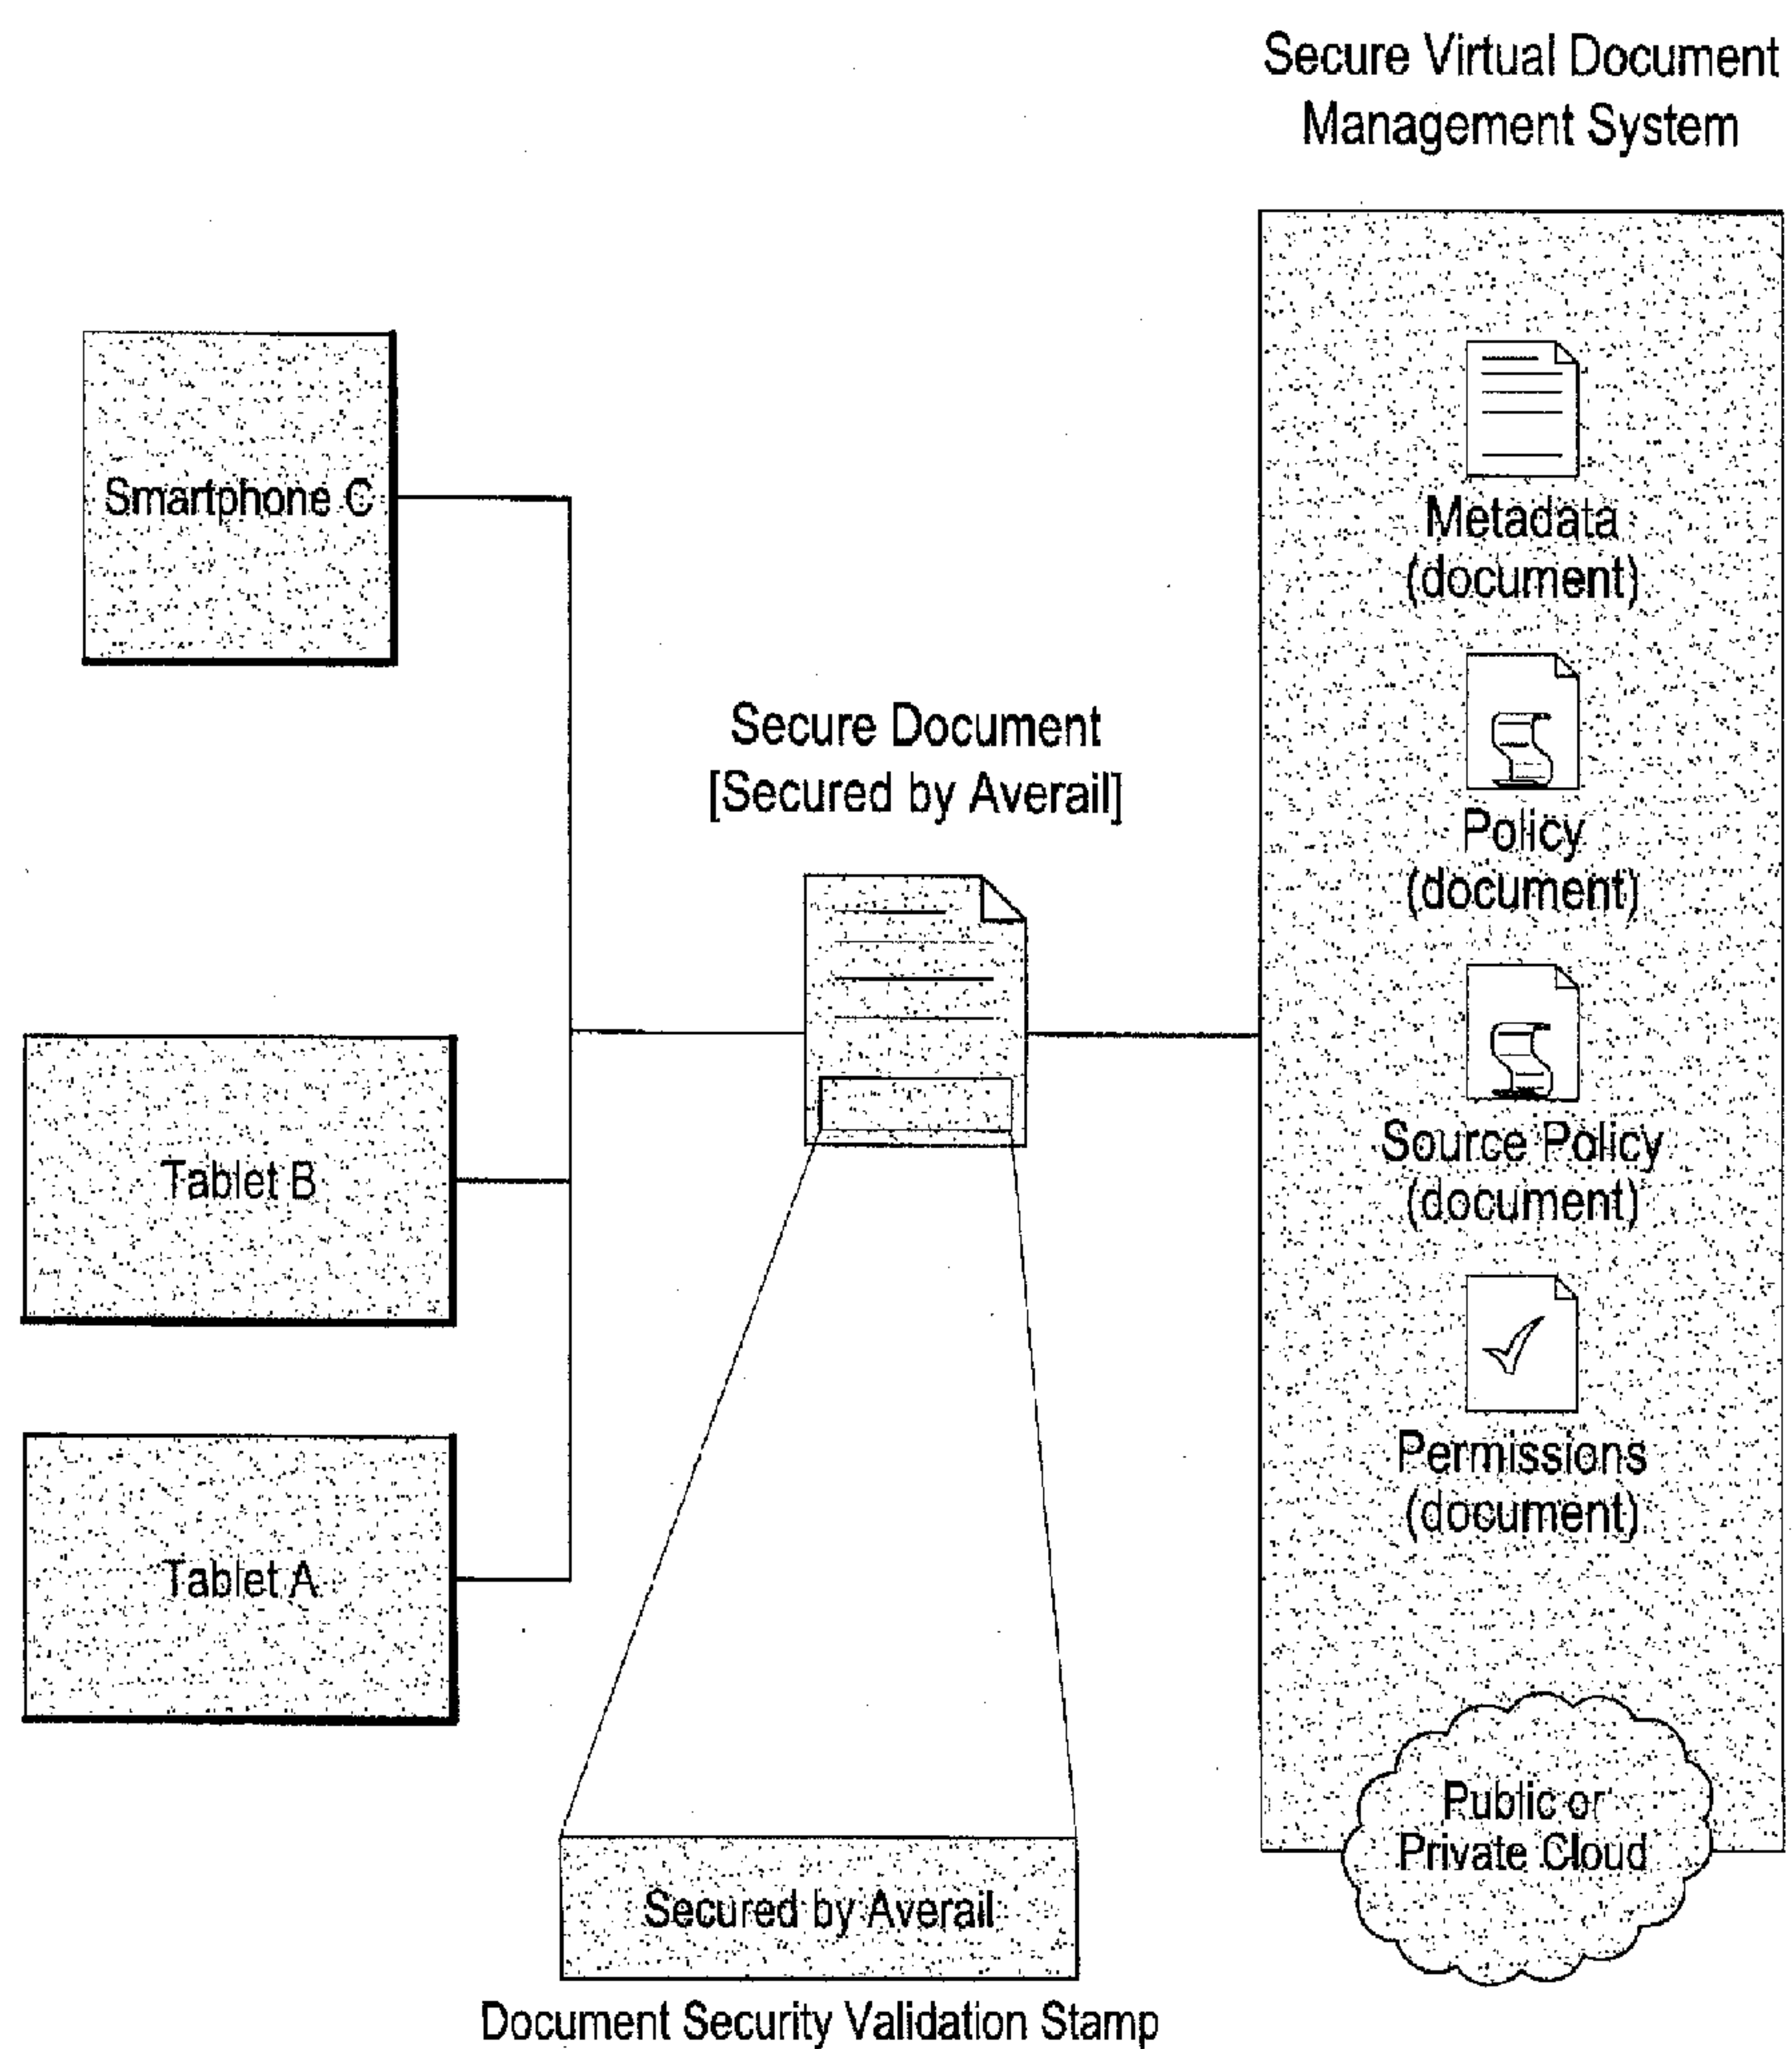 Secure Virtual Document
Management System
Smartphone C
Metadata
(document)
Secure Document
[Secured by Averail]
Policy
(document)
Tablet B
Source Policy
(document)
Tablet A
Permissions
(document)
Public or
Private Cloud
Secured by Averail
Document Security Validation Stamp